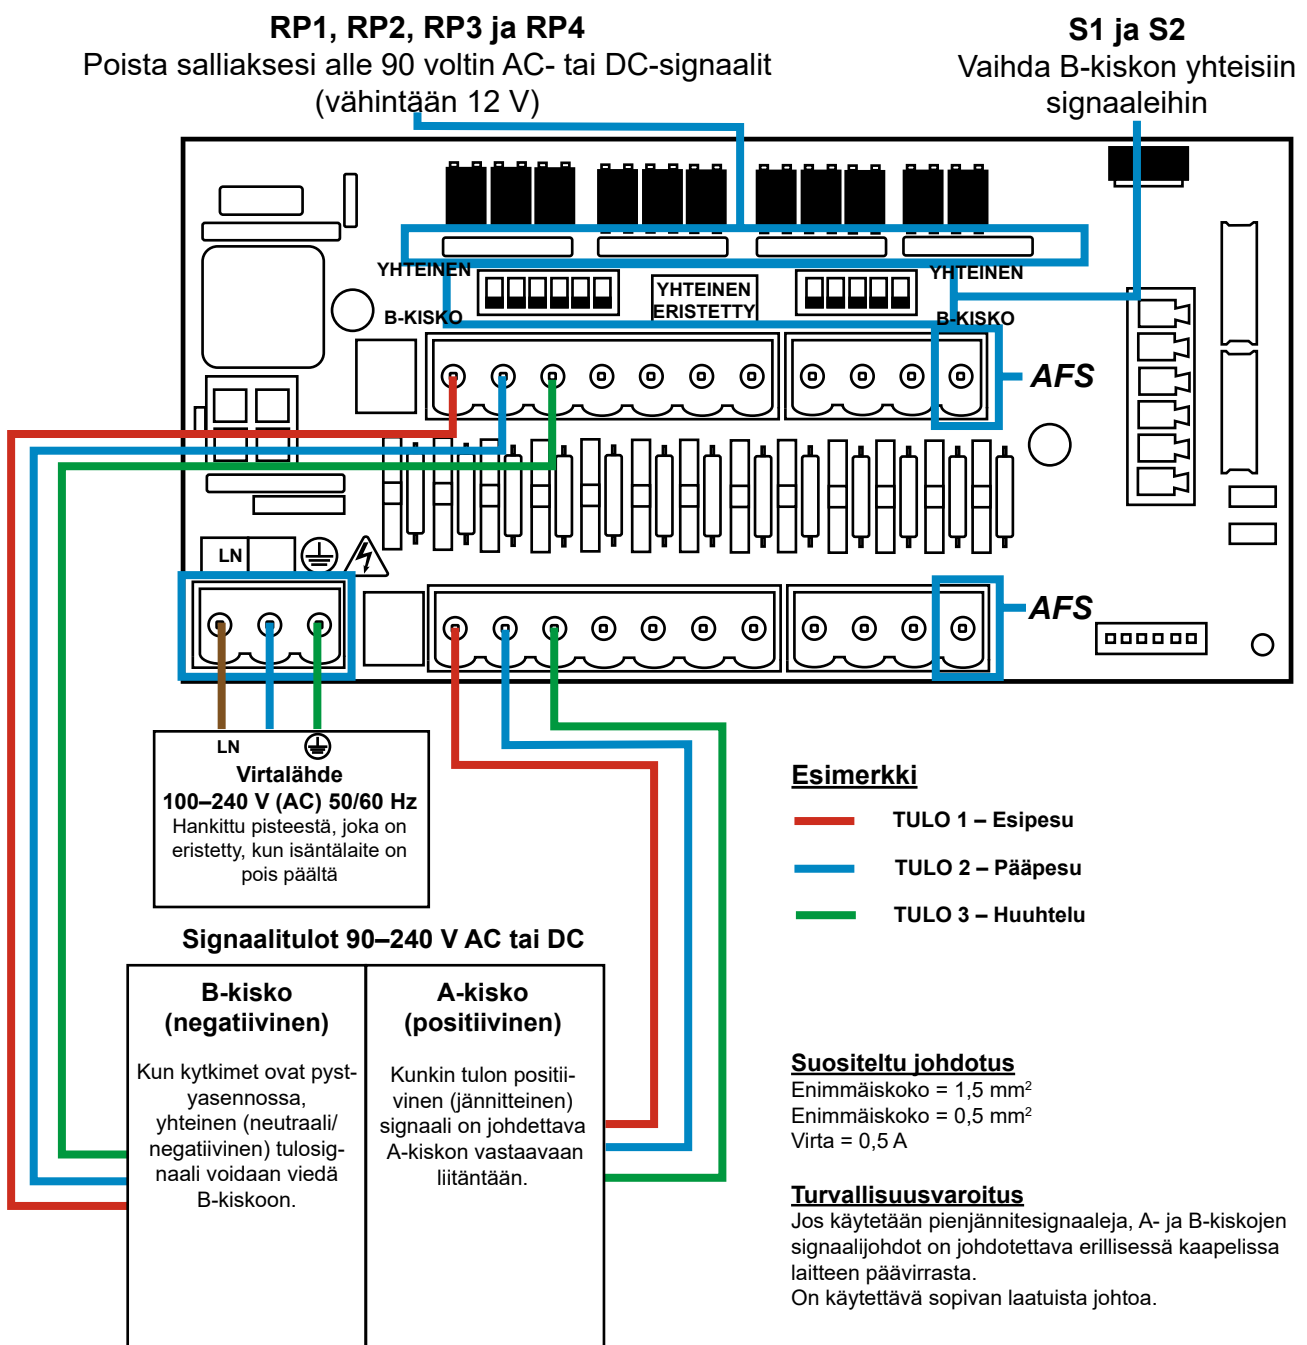 RP1, RP2, RP3 ja RP4
Poista salliaksesi alle 90 voltin AC- tai DC-signaalit
(vähintään 12 V)
S1 ja S2
Vaihda B-kiskon yhteisiin
signaaleihin
YHTEINEN
YHTEINEN
YHTEINEN
ERISTETTY
B-KISKO
B-KISKO
AFS
LN
AFS
LN
Virtalähde
100–240 V (AC) 50/60 Hz
Hankittu pisteestä, joka on
eristetty, kun isäntälaite on
pois päältä
Esimerkki
TULO 1 – Esipesu
TULO 2 – Pääpesu
TULO 3 – Huuhtelu
Signaalitulot 90–240 V AC tai DC
B-kisko
(negatiivinen)
Kun kytkimet ovat pyst-
yasennossa,
yhteinen (neutraali/
negatiivinen) tulosig-
naali voidaan viedä
B-kiskoon.
A-kisko
(positiivinen)
Kunkin tulon positii-
vinen (jännitteinen)
signaali on johdettava
A-kiskon vastaavaan
liitäntään.
Suositeltu johdotus
Enimmäiskoko = 1,5 mm²
Enimmäiskoko = 0,5 mm²
Virta = 0,5 A
Turvallisuusvaroitus
Jos käytetään pienjännitesignaaleja, A- ja B-kiskojen
signaalijohdot on johdotettava erillisessä kaapelissa
laitteen päävirrasta.
On käytettävä sopivan laatuista johtoa.